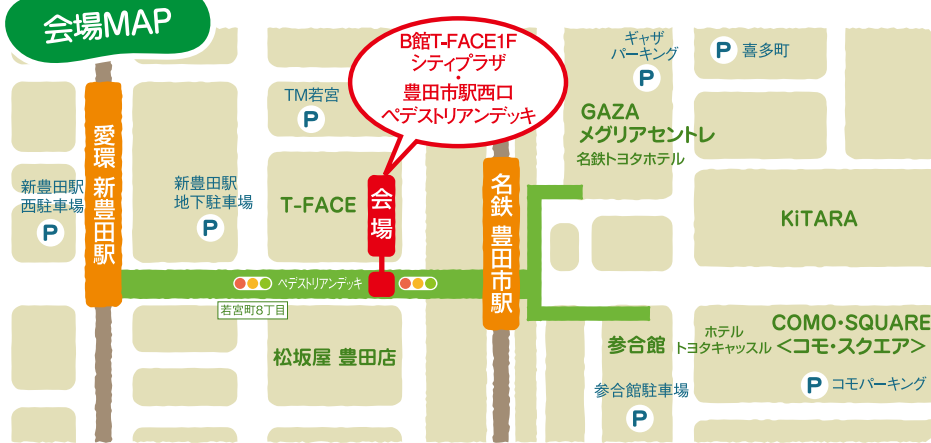 会場MAP
B館T-FACE1F
シティプラザ
・
豊田市駅西口
ペデストリアンデッキ
ギャザ
パーキング
P
P 喜多町
TM若宮
P
GAZA
メグリアセントレ
名鉄トヨタホテル
愛環 新豊田駅
新豊田駅
西駐車場
P
新豊田駅
地下駐車場
P
T-FACE
会場
名鉄 豊田市駅
KiTARA
ペデストリアンデッキ
若宮町8丁目
松坂屋 豊田店
参合館
ホテル
トヨタキャッスル
COMO・SQUARE
<コモ・スクエア>
参合館駐車場
P
P コモパーキング